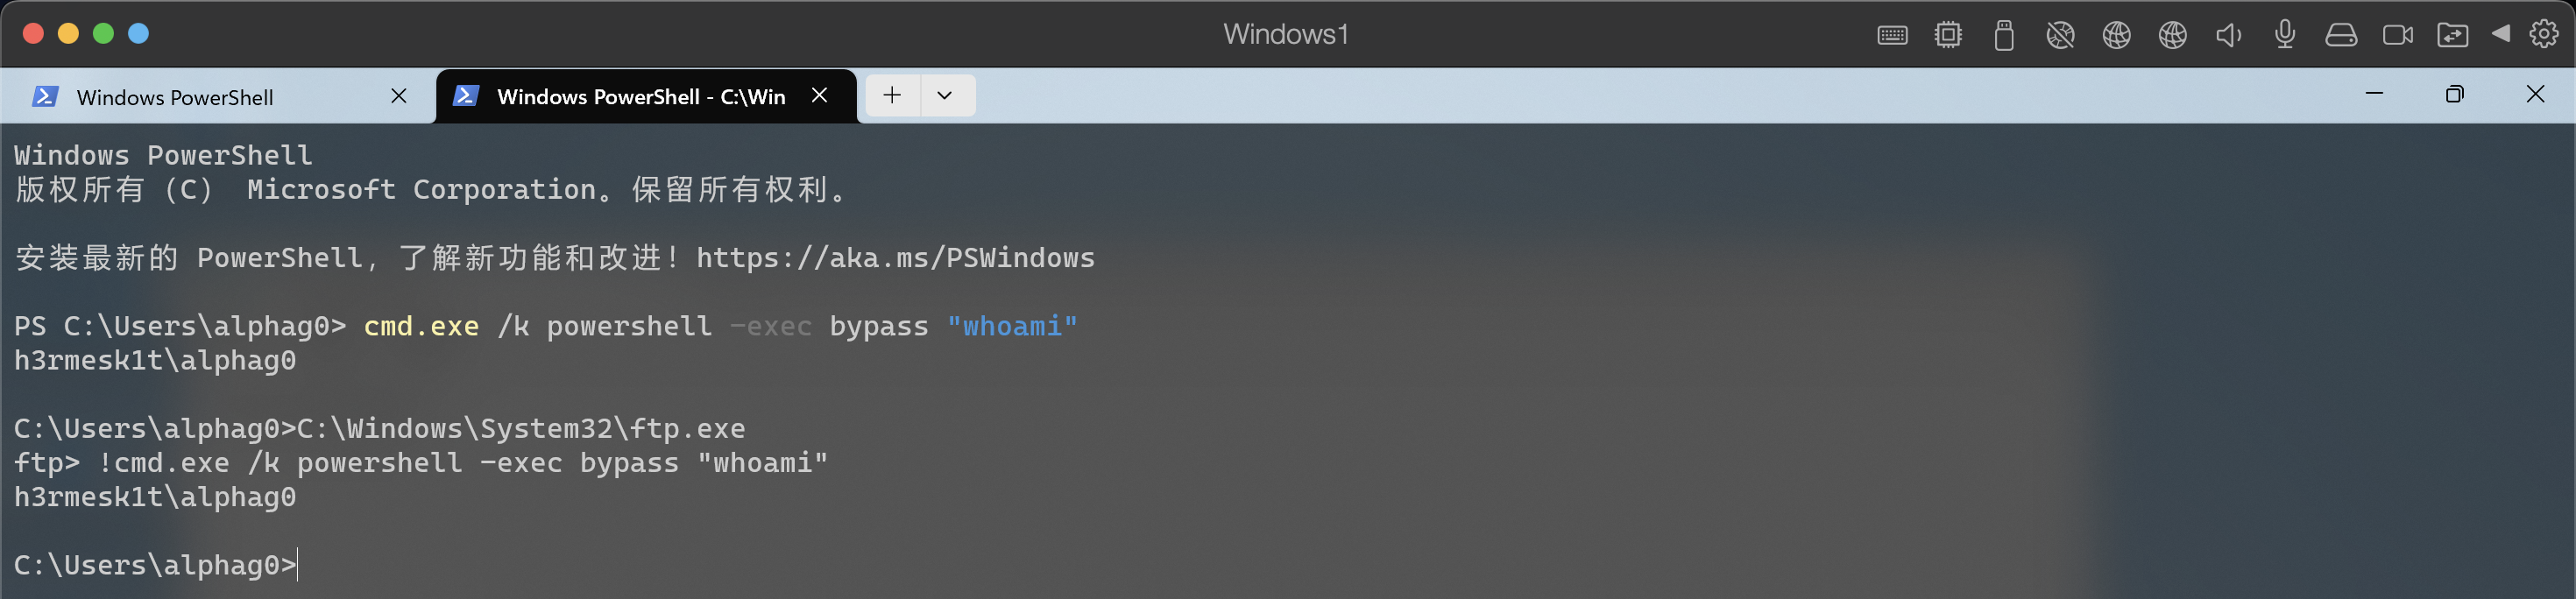 Windows1
Windows PowerShell
Windows PowerShell - C:\Win
Windows PowerShell
版权所有（C） Microsoft Corporation。保留所有权利。
安装最新的 PowerShell，了解新功能和改进！https://aka.ms/PSWindows
PS C:\Users\alphag0> cmd.exe /k powershell -exec bypass "whoami"
h3rmesk1t\alphag0
C:\Users\alphag0>C:\Windows\System32\ftp.exe
ftp> !cmd.exe /k powershell -exec bypass "whoami"
h3rmesk1t\alphag0
C:\Users\alphag0>